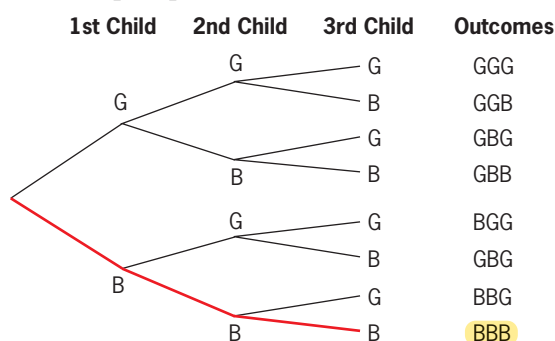 1st Child 2nd Child 3rd Child Outcomes
G G GGG
G B GGB
G GBG
B B GBB
G G BGG
B B GBG
G BBG
B B BBB